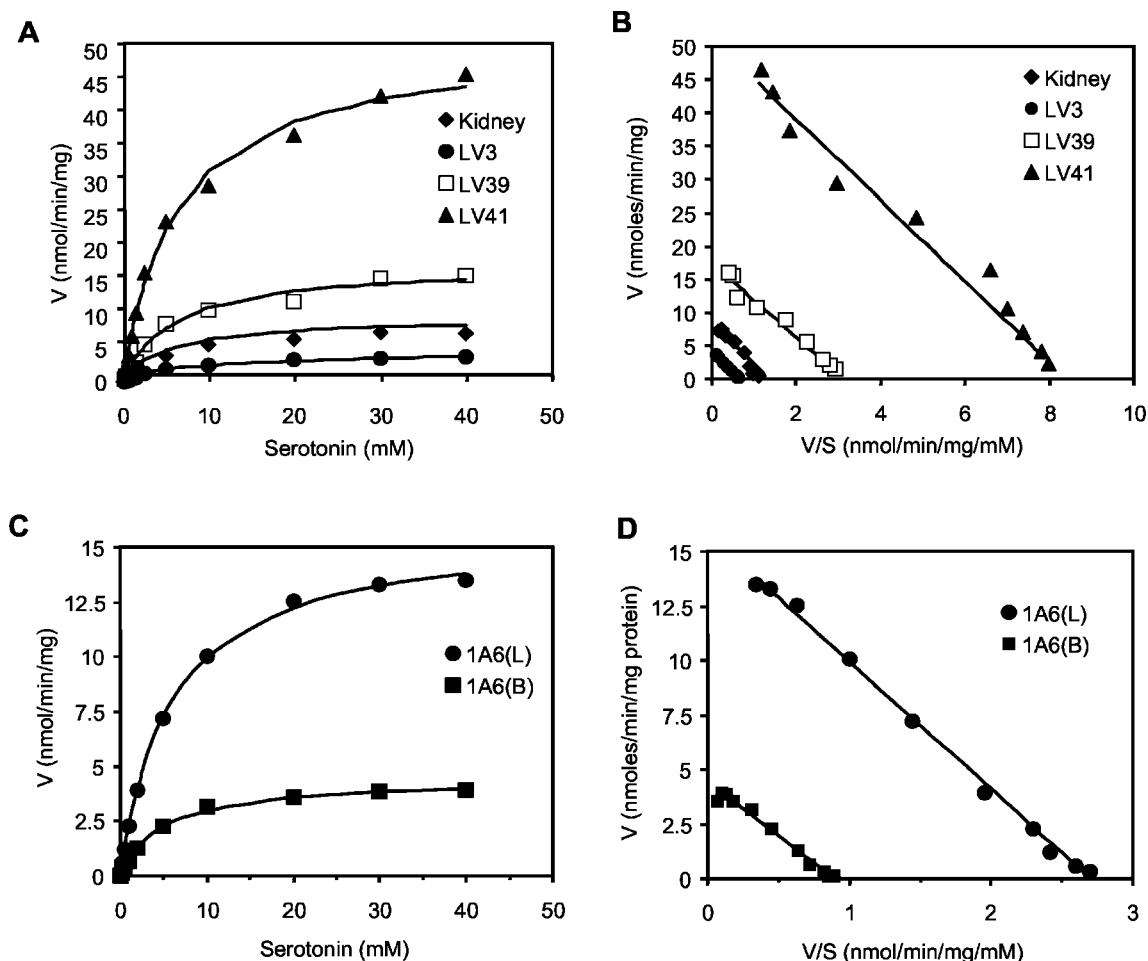 A
V (nmol/min/mg)
50
45
40
35
30
25
20
15
10
5
0
0
10
20
30
40
50
Serotonin (mM)
Kidney
LV3
LV39
LV41
B
V (nmoles/min/mg)
50
45
40
35
30
25
20
15
10
5
0
0
2
4
6
8
10
V/S (nmol/min/mg/mM)
Kidney
LV3
LV39
LV41
C
V (nmol/min/mg)
15
12.5
10
7.5
5
2.5
0
0
10
20
30
40
50
Serotonin (mM)
1A6(L)
1A6(B)
D
V (nmoles/min/mg protein)
15
12.5
10
7.5
5
2.5
0
0
1
2
3
V/S (nmol/min/mg/mM)
1A6(L)
1A6(B)